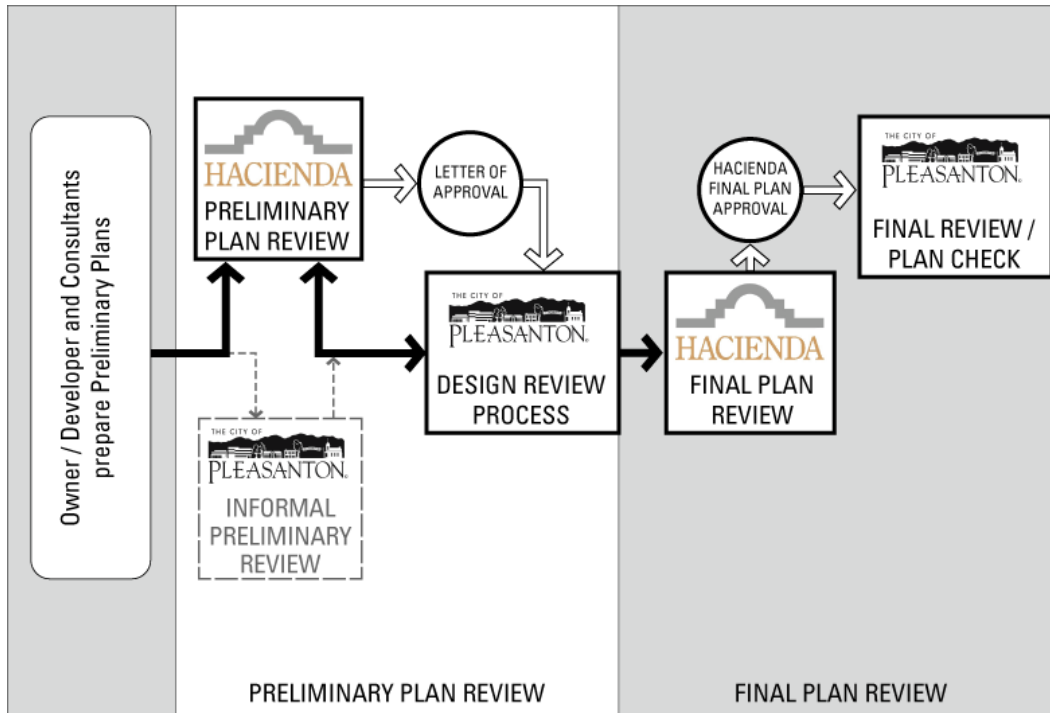 Owner / Developer and Consultants
prepare Preliminary Plans
HACIENDA
PRELIMINARY
PLAN REVIEW
LETTER OF
APPROVAL
THE CITY OF
PLEASANTON®
DESIGN REVIEW
PROCESS
THE CITY OF
PLEASANTON®
INFORMAL
PRELIMINARY
REVIEW
PRELIMINARY PLAN REVIEW
HACIENDA
FINAL PLAN
APPROVAL
THE CITY OF
PLEASANTON®
FINAL REVIEW /
PLAN CHECK
HACIENDA
FINAL PLAN
REVIEW
FINAL PLAN REVIEW